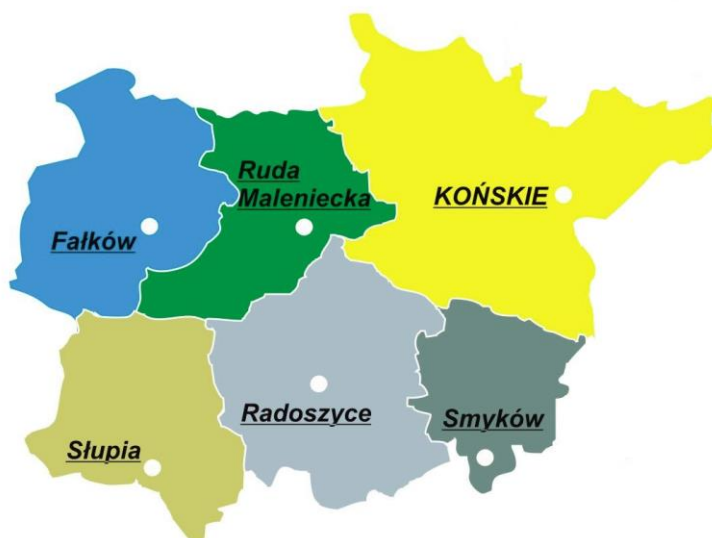 Ruda
Maleniecka
KOŃSKIE
Fałków
Radoszyce
Smyków
Słupia